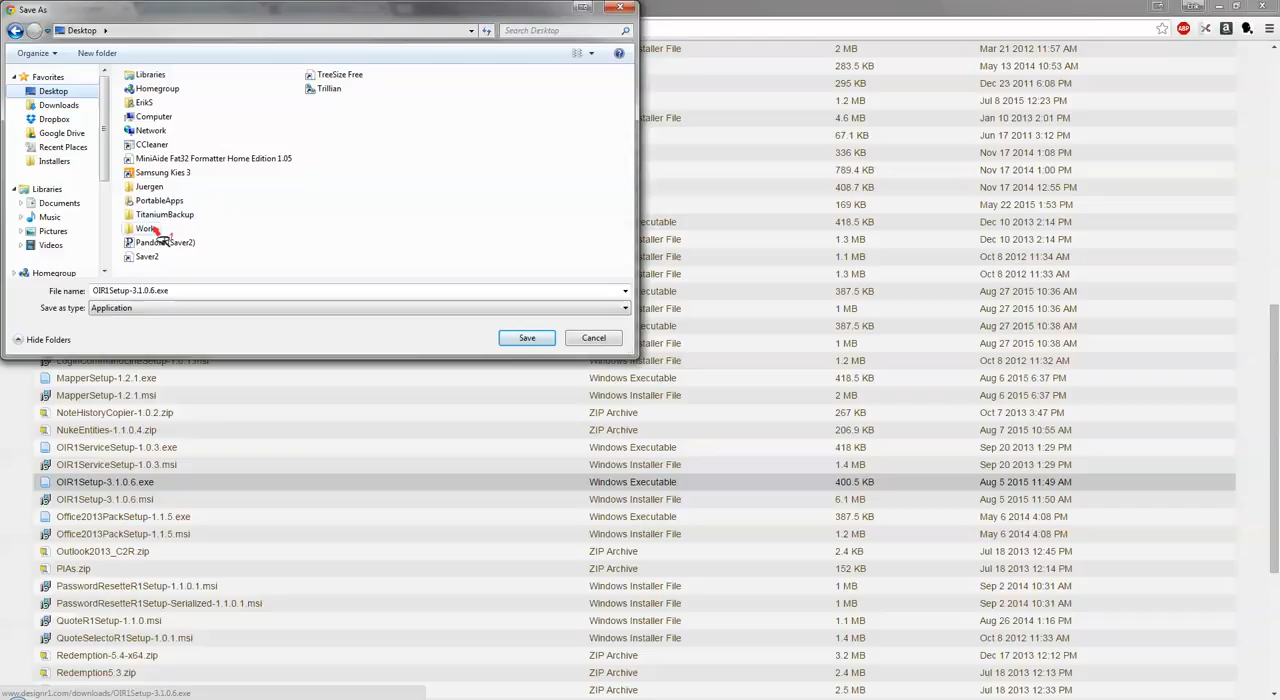 Save As
Desktop
Search Desktop
Organize
New folder
Favorites
Desktop
Downloads
Dropbox
Google Drive
Recent Places
Installers
Libraries
Documents
Music
Pictures
Videos
Homegroup
Libraries
Homegroup
ErikS
Computer
Network
CCleaner
MiniAide Fat32 Formatter Home Edition 1.05
Samsung Kies 3
Juergen
PortableApps
TitaniumBackup
Work
Saver2
TreeSize Free
Trillian
File name: OIR1Setup-3.1.0.6.exe
Save as type: Application
Hide Folders
Save
Cancel
Installer File 2 MB Mar 21 2012 11:57 AM
283.5 KB May 13 2014 10:53 AM
295 KB Dec 23 2011 6:08 PM
1.2 MB Jul 8 2015 12:23 PM
Installer File 4.6 MB Jan 10 2013 2:01 PM
67.1 KB Jun 17 2011 3:12 PM
336 KB Nov 17 2014 1:08 PM
789.4 KB Nov 17 2014 1:00 PM
408.7 KB Nov 17 2014 12:55 PM
169 KB May 22 2015 1:53 PM
Executable 418.5 KB Dec 10 2013 2:14 PM
Installer File 1.3 MB Dec 10 2013 2:14 PM
Executable 1.1 MB Oct 8 2012 11:34 AM
Installer File 1.3 MB Oct 8 2012 11:34 AM
Executable 387.5 KB Aug 27 2015 10:36 AM
Installer File 1 MB Aug 27 2015 10:36 AM
Executable 387.5 KB Aug 27 2015 10:38 AM
Installer File 1 MB Aug 27 2015 10:38 AM
Windows Installer File 1.2 MB Oct 8 2012 11:32 AM
MapperSetup-1.2.1.exe Windows Executable 418.5 KB Aug 6 2015 6:37 PM
MapperSetup-1.2.1.msi Windows Installer File 2 MB Aug 6 2015 6:37 PM
NoteHistoryCopier-1.0.2.zip ZIP Archive 267 KB Oct 7 2013 3:47 PM
NukeEntities-1.1.0.4.zip ZIP Archive 206.9 KB Aug 7 2015 10:55 AM
OIR1ServiceSetup-1.0.3.exe Windows Executable 418 KB Sep 20 2013 1:29 PM
OIR1ServiceSetup-1.0.3.msi Windows Installer File 1.4 MB Sep 20 2013 1:29 PM
OIR1Setup-3.1.0.6.exe Windows Executable 400.5 KB Aug 5 2015 11:49 AM
OIR1Setup-3.1.0.6.msi Windows Installer File 6.1 MB Aug 5 2015 11:50 AM
Office2013PackSetup-1.1.5.exe Windows Executable 387.5 KB May 6 2014 4:08 PM
Office2013PackSetup-1.1.5.msi Windows Installer File 1.2 MB May 6 2014 4:08 PM
Outlook2013_C2R.zip ZIP Archive 2.4 KB Jul 18 2013 12:45 PM
PIAs.zip ZIP Archive 152 KB Jul 18 2013 12:14 PM
PasswordResetteR1Setup-1.1.0.1.msi Windows Installer File 1 MB Sep 2 2014 10:31 AM
PasswordResetteR1Setup-Serialized-1.1.0.1.msi Windows Installer File 1 MB Sep 2 2014 10:31 AM
QuoteR1Setup-1.1.0.msi Windows Installer File 1.1 MB Aug 26 2014 1:16 PM
QuoteSelectoR1Setup-1.0.1.msi Windows Installer File 1.4 MB Oct 8 2012 11:33 AM
Redemption-5.4-x64.zip ZIP Archive 3.2 MB Dec 17 2013 12:12 PM
Redemption5.3.zip ZIP Archive 2.4 MB Jul 18 2013 12:13 PM
ZIP Archive 2.5 MB Jul 18 2013 12:13 PM
www.designr1.com/downloads/OIR1Setup-3.1.0.6.exe